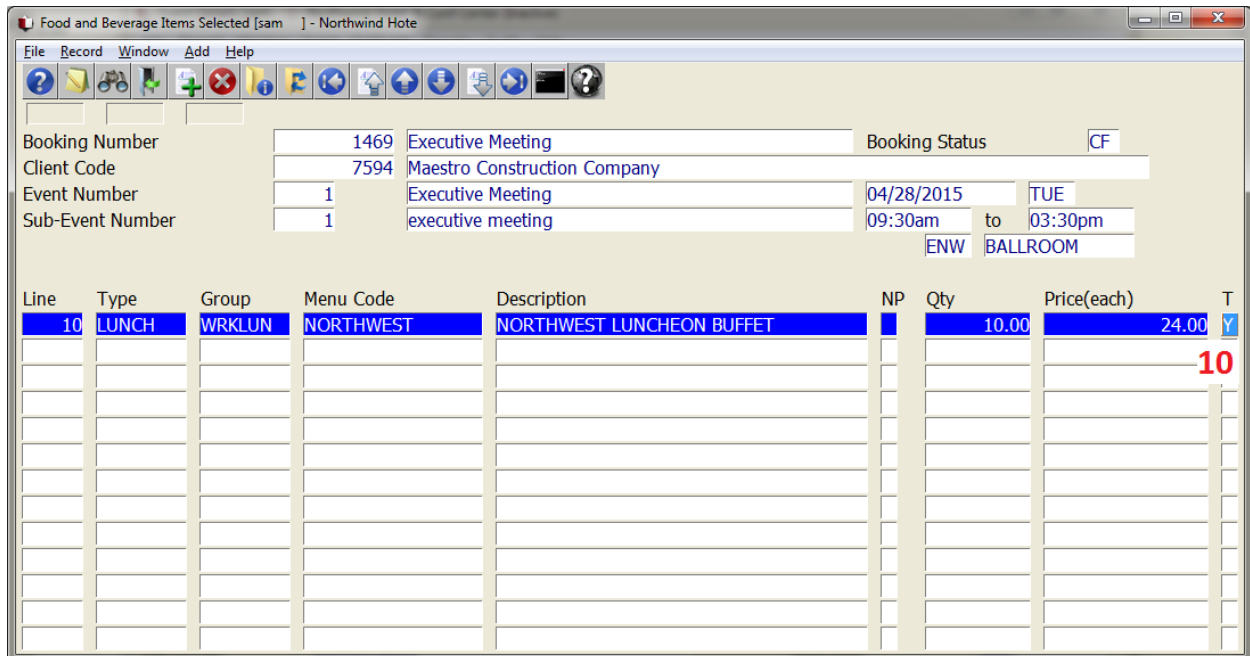 Food and Beverage Items Selected [sam ] - Northwind Hote
File Record Window Add Help
Booking Number 1469 Executive Meeting Booking Status CF
Client Code 7594 Maestro Construction Company
Event Number 1 Executive Meeting 04/28/2015 TUE
Sub-Event Number 1 executive meeting 09:30am to 03:30pm
ENW BALLROOM
Line Type Group Menu Code Description NP Qty Price(each) T
10 LUNCH WRKLUN NORTHWEST NORTHWEST LUNCHEON BUFFET 10.00 24.00 Y
10